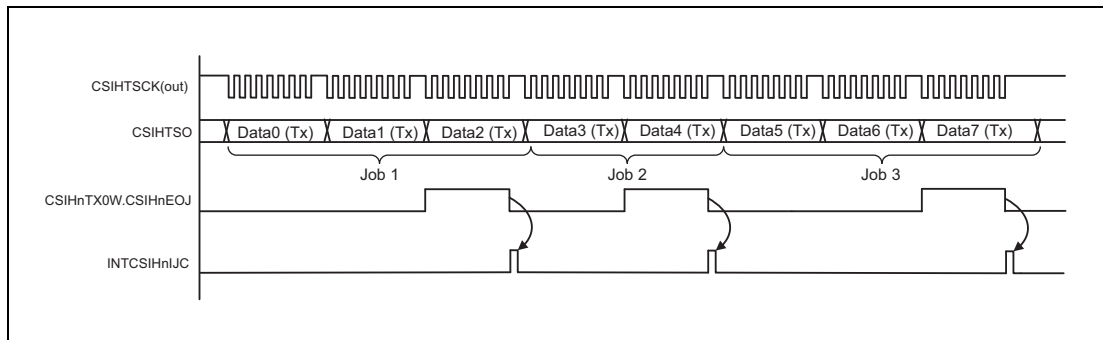 CSIHTSCK(out)
CSIHTSO
Data0 (Tx) Data1 (Tx) Data2 (Tx) Data3 (Tx) Data4 (Tx) Data5 (Tx) Data6 (Tx) Data7 (Tx)
Job 1 Job 2 Job 3
CSIHnTX0W.CSIHnEOJ
INTCSIHnIJC